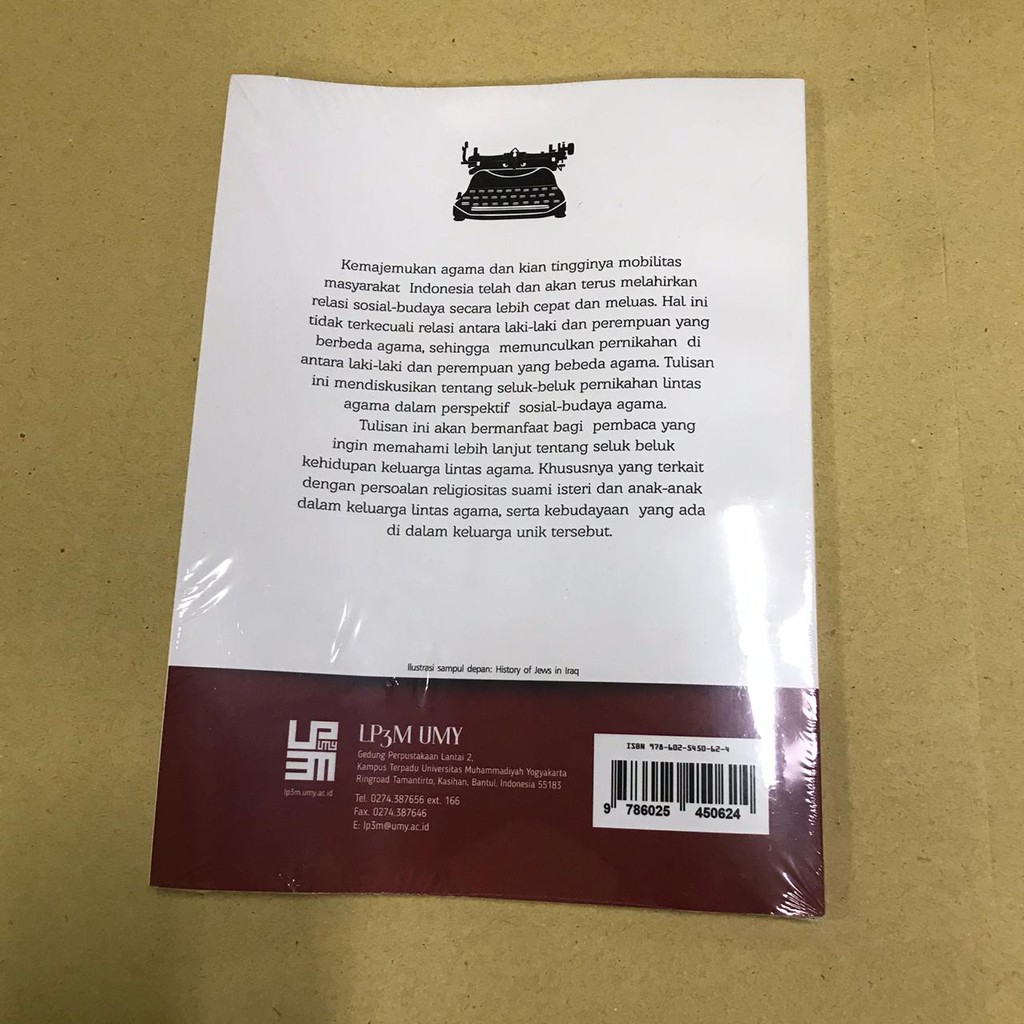 Kemajemukan agama dan kian tingginya mobilitas
masyarakat Indonesia telah dan akan terus melahirkan
relasi sosial-budaya secara lebih cepat dan meluas. Hal ini
tidak terkecuali relasi antara laki-laki dan perempuan yang
berbeda agama, sehingga memunculkan pernikahan di
antara laki-laki dan perempuan yang bebeda agama. Tulisan
ini mendiskusikan tentang seluk-beluk pernikahan lintas
agama dalam perspektif sosial-budaya agama.
Tulisan ini akan bermanfaat bagi pembaca yang
ingin memahami lebih lanjut tentang seluk beluk
kehidupan keluarga lintas agama. Khususnya yang terkait
dengan persoalan religiositas suami isteri dan anak-anak
dalam keluarga lintas agama, serta kebudayaan yang ada
di dalam keluarga unik tersebut.
Ilustrasi sampul depan: History of Jews in Iraq
LP3M UMY
lp3m.umy.ac.id
LP3M UMY
Gedung Perpustakaan Lantai 2,
Kampus Terpadu Universitas Muhammadiyah Yogyakarta
Ringroad Tamantirto, Kasihan, Bantul, Indonesia 55183
Tel. 0274.387656 ext. 166
Fax. 0274.387646
E: lp3m@umy.ac.id
ISBN 978-602-5450-62-4
9 786025 450624